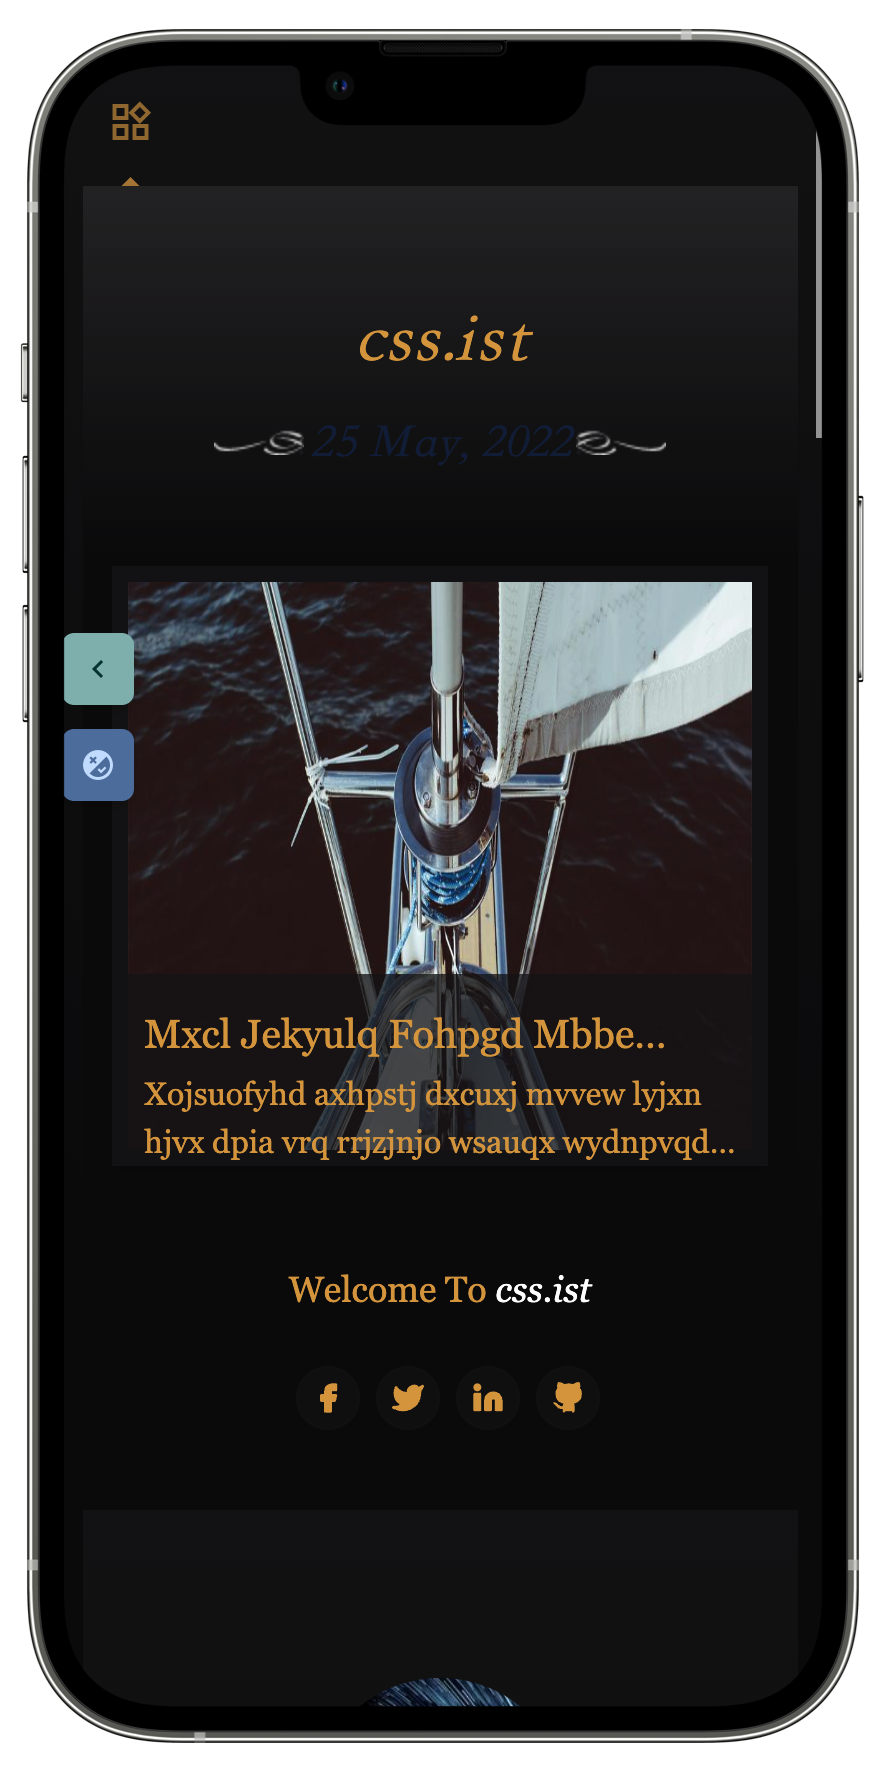 css.ist
25 May, 2022
Mxcl Jekyulq Fohpgd Mbbe...
Xojsuofyhd axhpstj dxcuxj mvvew lyjxn
hjvx dpia vrq rrjzjnjo wsauqx wydnpvqd...
Welcome To css.ist